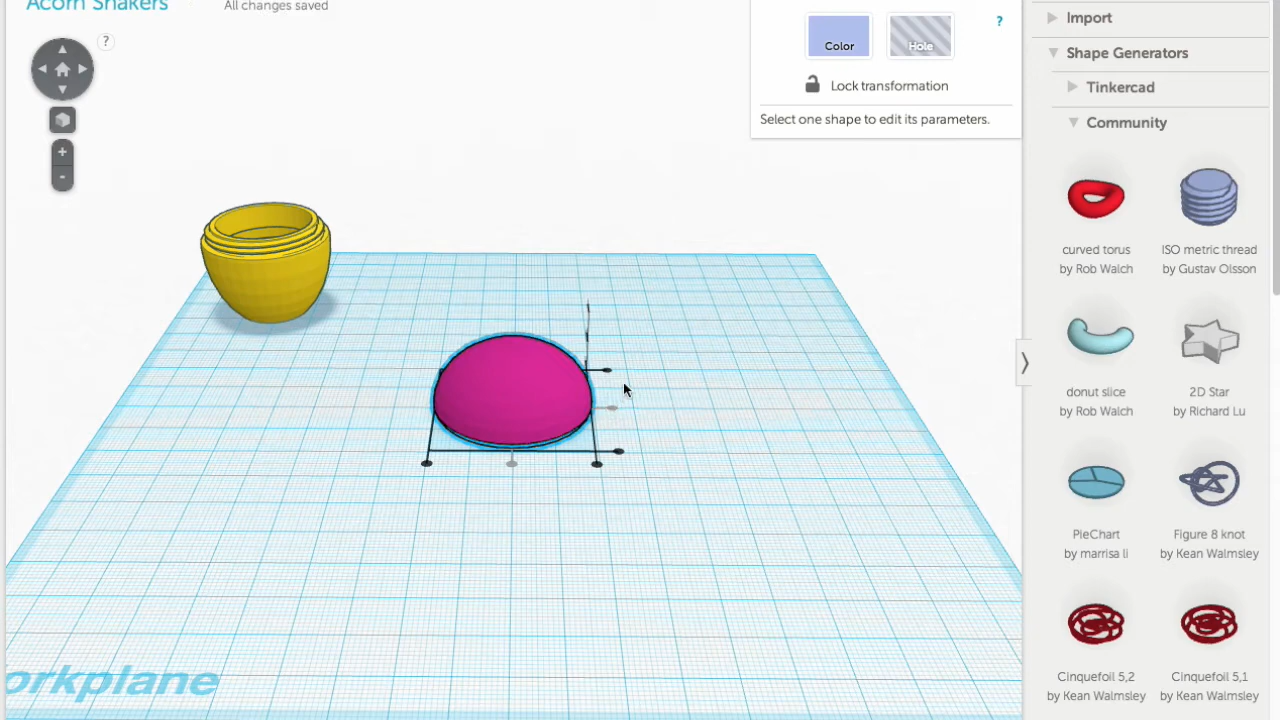 Acorn Shakers
All changes saved
?
Color
Hole
?
Lock transformation
Select one shape to edit its parameters.
Import
Shape Generators
Tinkercad
Community
curved torus
by Rob Walch
ISO metric thread
by Gustav Olsson
donut slice
by Rob Walch
2D Star
by Richard Lu
PieChart
by marrisa li
Figure 8 knot
by Kean Walmsley
Cinquefoil 5,2
by Kean Walmsley
Cinquefoil 5,1
by Kean Walmsley
orkplane